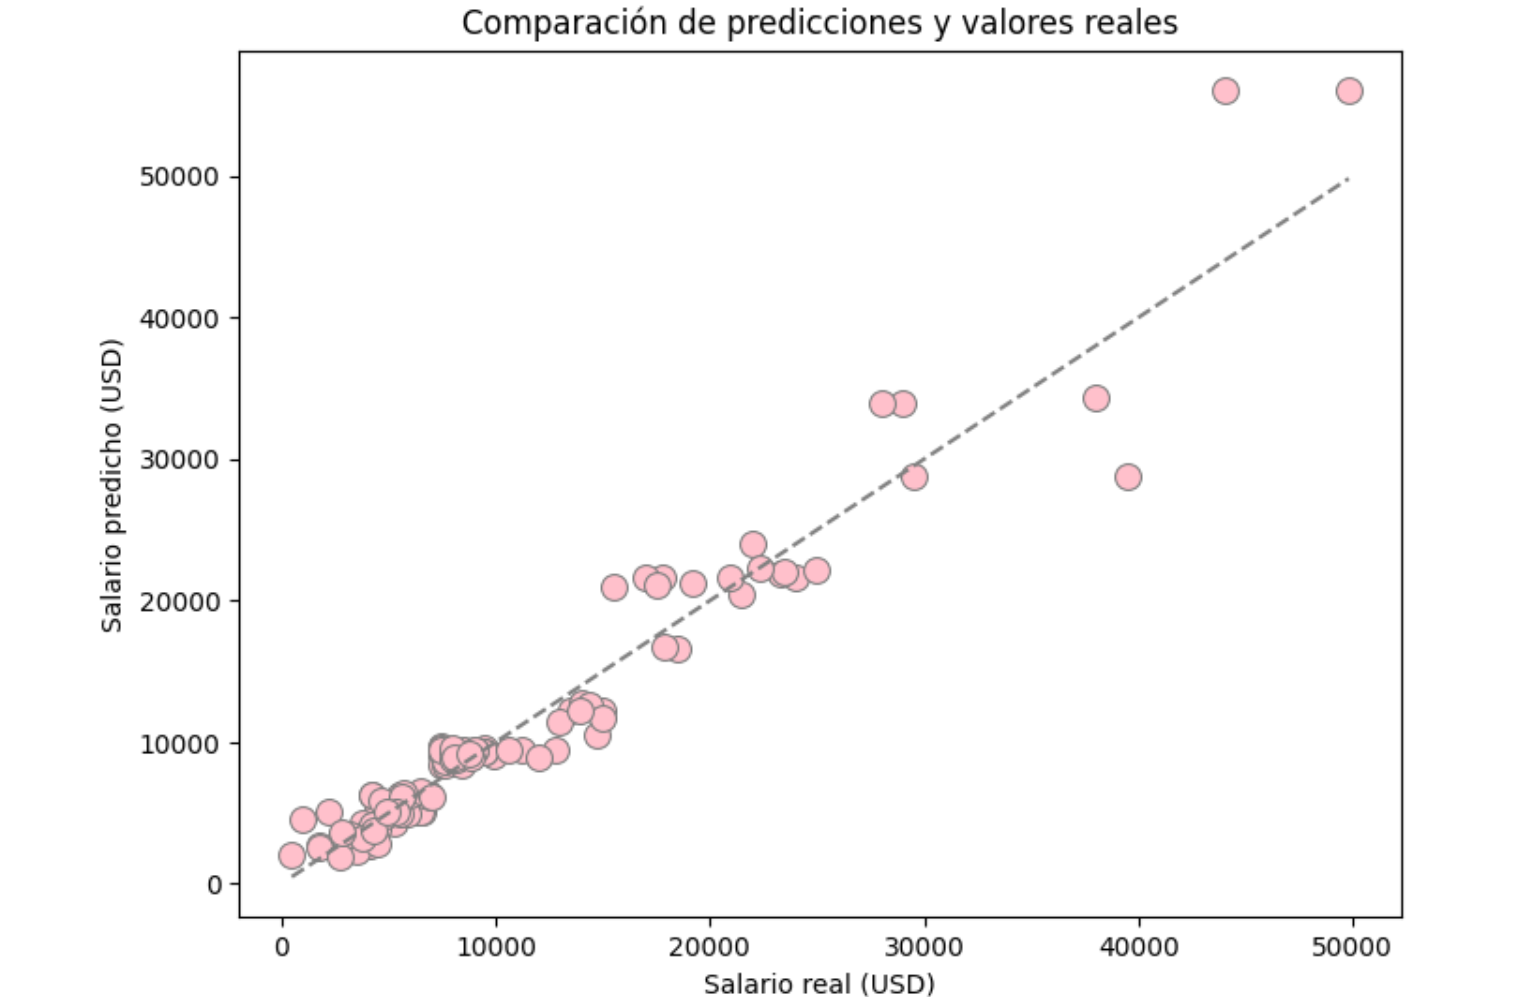 Comparación de predicciones y valores reales
Salario predicho (USD)
50000
40000
30000
20000
10000
0
0 10000 20000 30000 40000 50000
Salario real (USD)